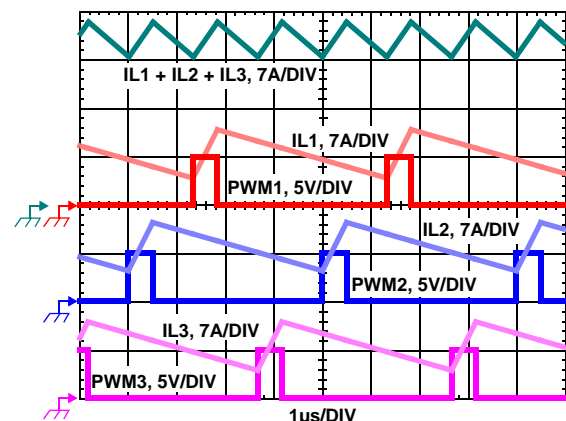 IL1 + IL2 + IL3, 7A/DIV
IL1, 7A/DIV
PWM1, 5V/DIV
IL2, 7A/DIV
PWM2, 5V/DIV
IL3, 7A/DIV
PWM3, 5V/DIV
1µs/DIV